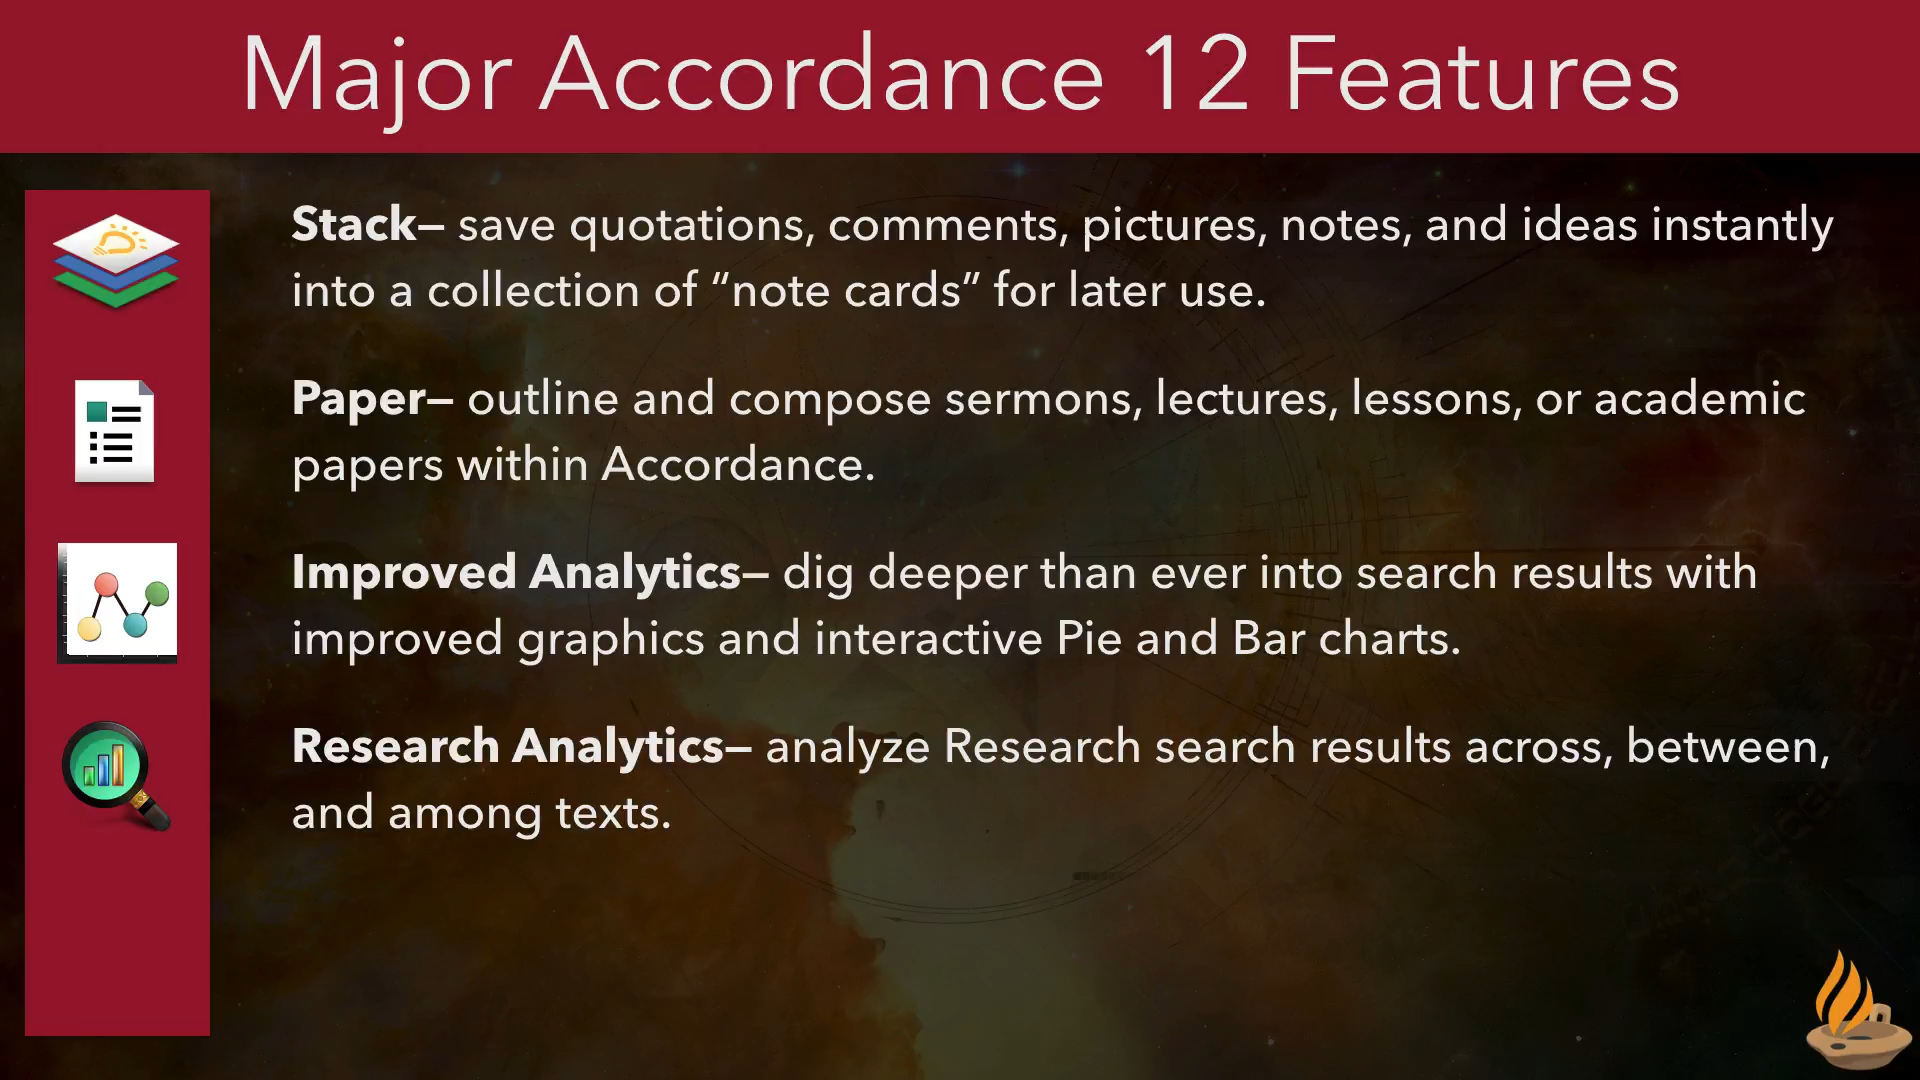 Major Accordance 12 Features
Stack— save quotations, comments, pictures, notes, and ideas instantly
into a collection of “note cards” for later use.
Paper— outline and compose sermons, lectures, lessons, or academic
papers within Accordance.
Improved Analytics— dig deeper than ever into search results with
improved graphics and interactive Pie and Bar charts.
Research Analytics— analyze Research search results across, between,
and among texts.